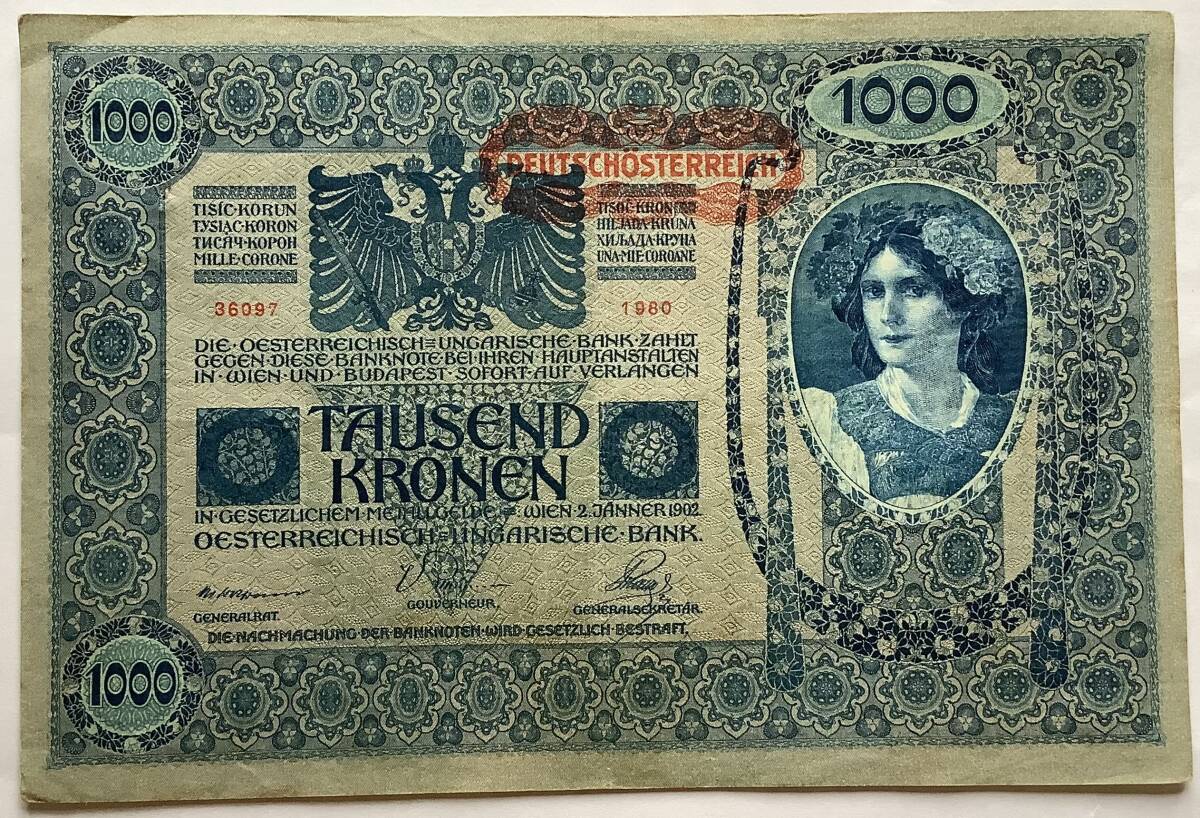 1000
1000
DEUTSCHÖSTERREICH
TISÍC·KORUN
TYSIĄC·KORON
ТИСЯЧ·КОРОН
MILLE·CORONE
TISOČ·KRON
HILJADA·KRUNA
ХИЉАДА·КРУНА
UNA·MIE·COROANE
36097
1980
DIE·OESTERREICHISCH=UNGARISCHE·BANK·ZAHLT
GEGEN·DIESE·BANKNOTE·BEI·IHREN·HAUPTANSTALTEN
IN·WIEN·UND·BUDAPEST·SOFORT·AUF·VERLANGEN
TAUSEND
KRONEN
IN·GESETZLICHEM·METALLGELDE·=·WIEN·2.JÄNNER·1902
OESTERREICHISCH=UNGARISCHE·BANK.
GENERALRAT.
GOUVERNEUR.
GENERALSEKRETÄR.
DIE·NACHMACHUNG·DER·BANKNOTEN·WIRD·GESETZLICH·BESTRAFT.
1000